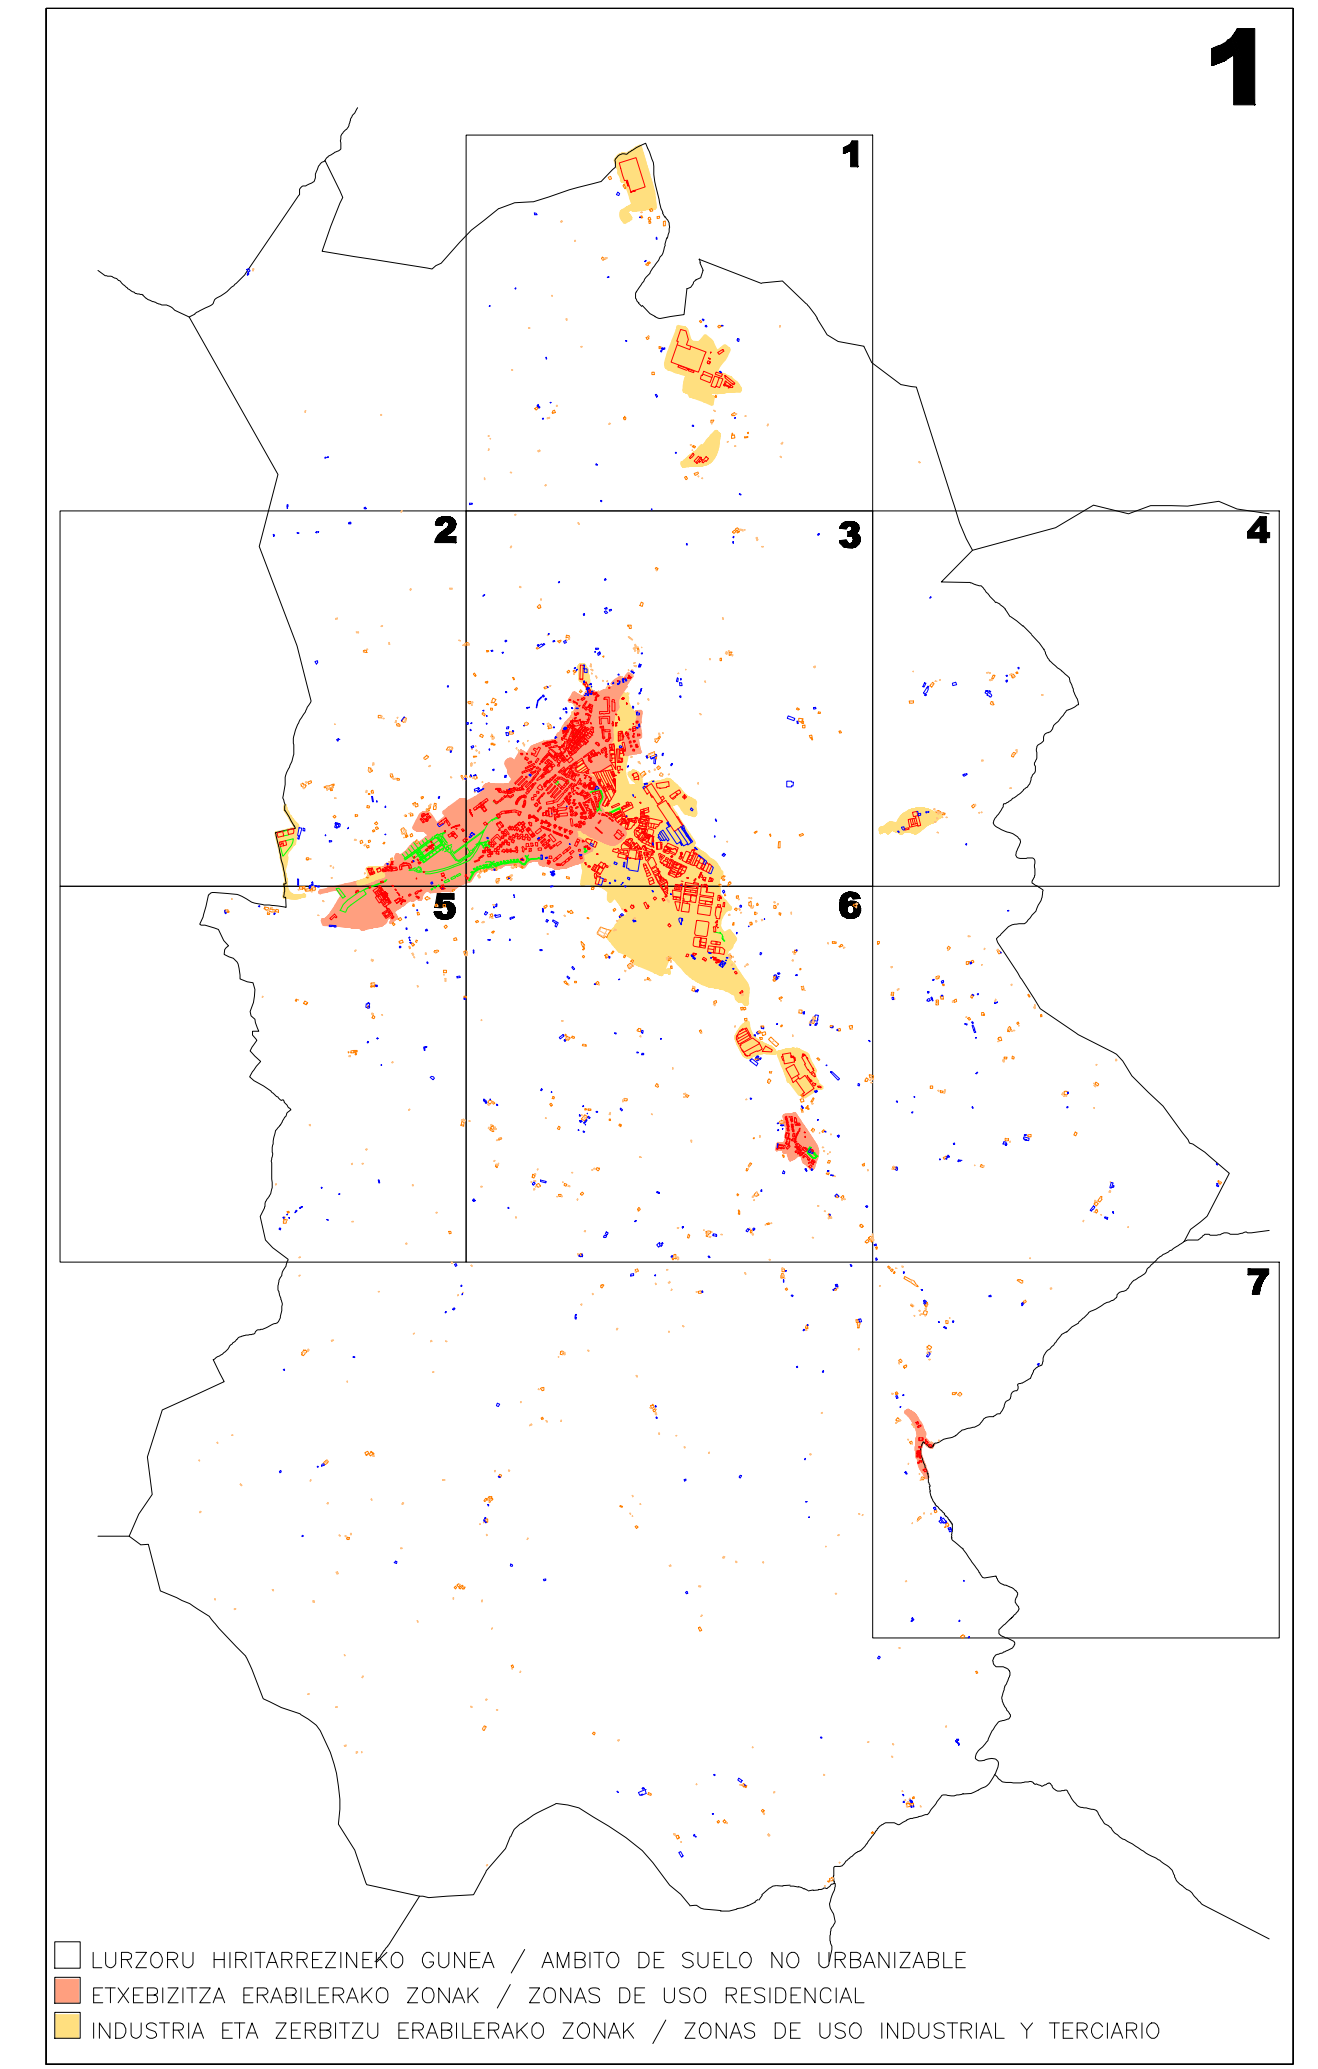 1
1
2
3
4
5
6
7
LURZORU HIRITARREZINEKO GUNEA / AMBITO DE SUELO NO URBANIZABLE
ETXEBIZITZA ERABILERAKO ZONAK / ZONAS DE USO RESIDENCIAL
INDUSTRIA ETA ZERBITZU ERABILERAKO ZONAK / ZONAS DE USO INDUSTRIAL Y TERCIARIO